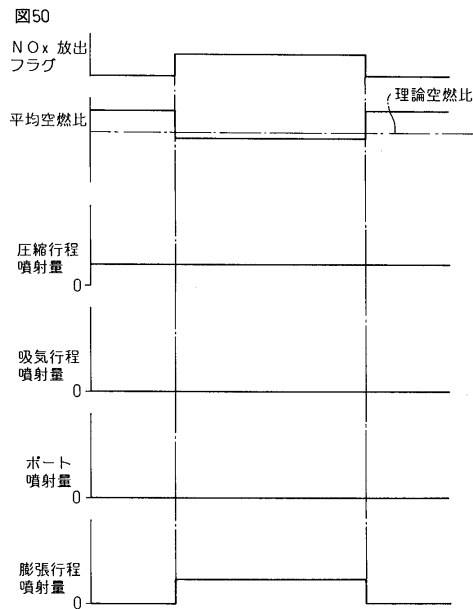 図50
NOx 放出
フラグ
平均空燃比
理論空燃比
圧縮行程
噴射量
0
吸気行程
噴射量
0
ポート
噴射量
0
膨張行程
噴射量
0